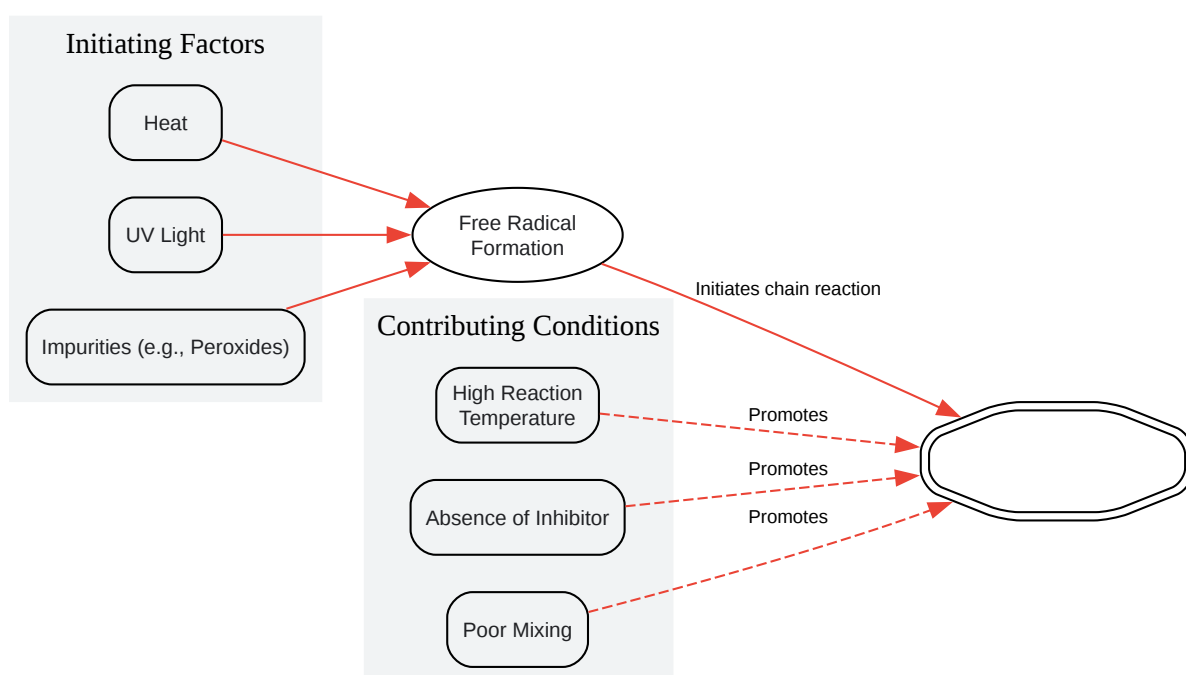 Initiating Factors
Heat
UV Light
Impurities (e.g., Peroxides)
Free Radical
Formation
Initiates chain reaction
Contributing Conditions
High Reaction
Temperature
Absence of Inhibitor
Poor Mixing
Promotes
Promotes
Promotes